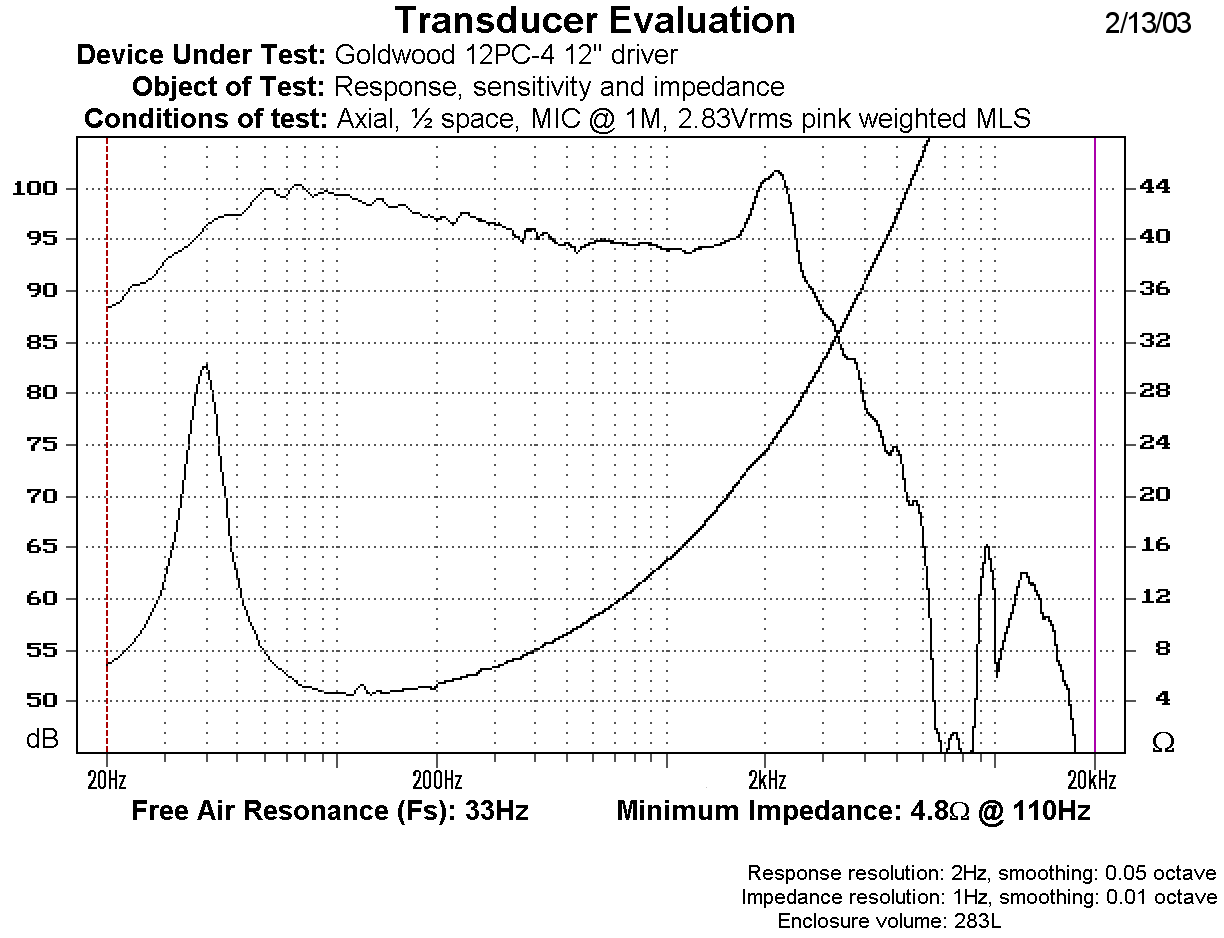 Transducer Evaluation 2/13/03
Device Under Test: Goldwood 12PC-4 12" driver
Object of Test: Response, sensitivity and impedance
Conditions of test: Axial, ½ space, MIC @ 1M, 2.83Vrms pink weighted MLS
100 44
95 40
90 36
85 32
80 28
75 24
70 20
65 16
60 12
55 8
50 4
dB Ω
20Hz 200Hz 2kHz 20kHz
Free Air Resonance (Fs): 33Hz Minimum Impedance: 4.8Ω @ 110Hz
Response resolution: 2Hz, smoothing: 0.05 octave
Impedance resolution: 1Hz, smoothing: 0.01 octave
Enclosure volume: 283L